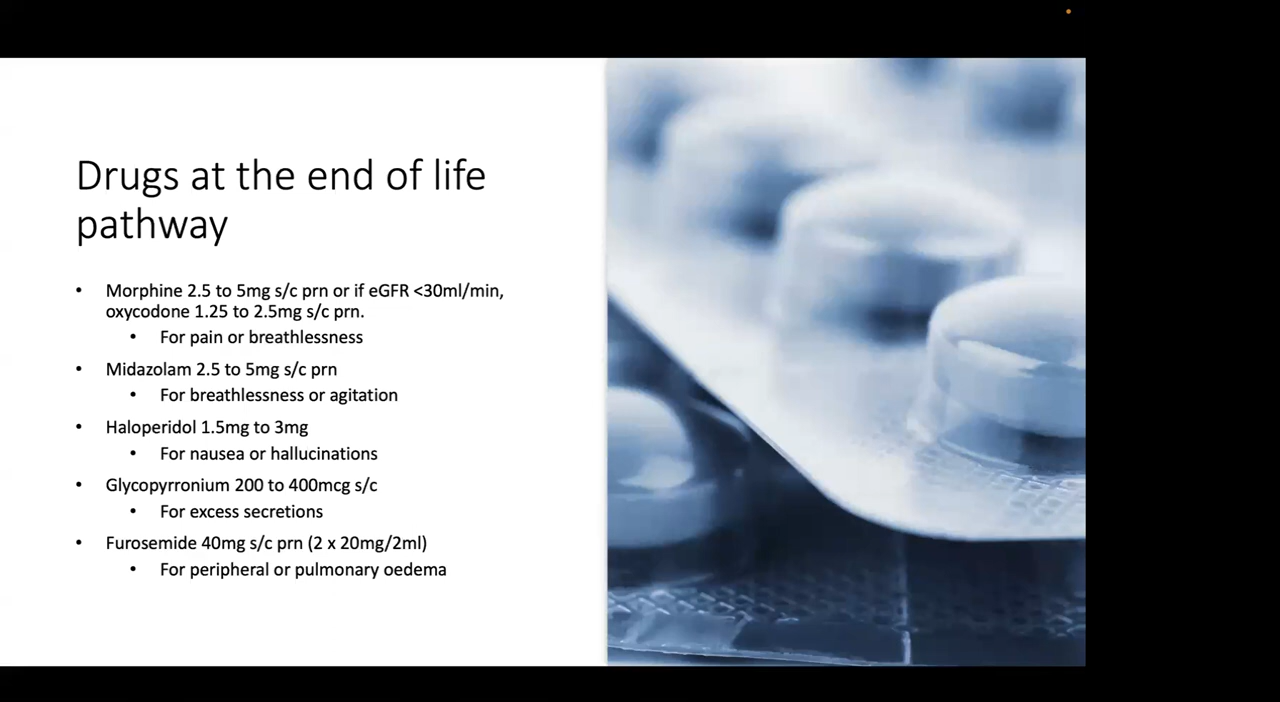 Drugs at the end of life
pathway
• Morphine 2.5 to 5mg s/c prn or if eGFR <30ml/min,
oxycodone 1.25 to 2.5mg s/c prn.
• For pain or breathlessness
• Midazolam 2.5 to 5mg s/c prn
• For breathlessness or agitation
• Haloperidol 1.5mg to 3mg
• For nausea or hallucinations
• Glycopyrronium 200 to 400mcg s/c
• For excess secretions
• Furosemide 40mg s/c prn (2 x 20mg/2ml)
• For peripheral or pulmonary oedema